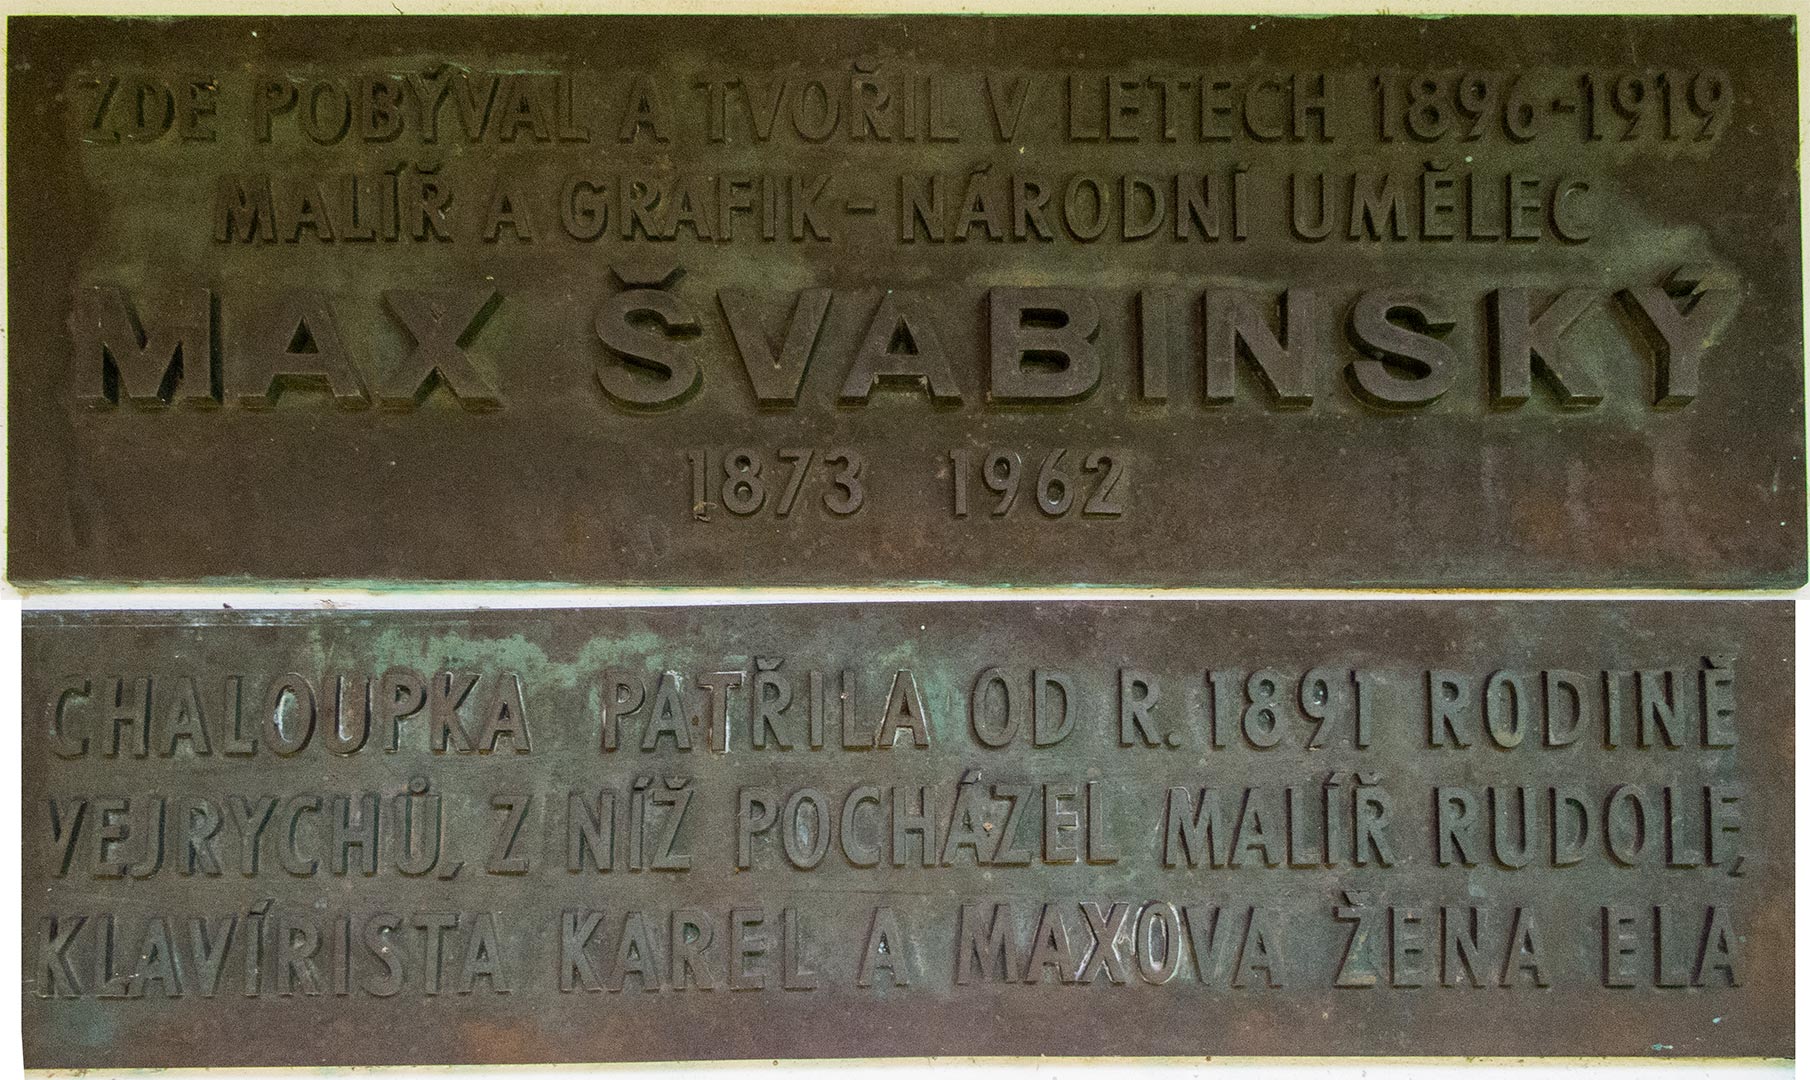 ZDE POBÝVAL A TVOŘIL V LETECH 1896-1919
MALÍŘ A GRAFIK - NÁRODNÍ UMĚLEC
MAX ŠVABINSKÝ
1873 1962
CHALOUPKA PATŘILA OD R. 1891 RODINĚ
VEJRYCHŮ, Z NÍŽ POCHÁZEL MALÍŘ RUDOLF,
KLAVÍRISTA KAREL A MAXOVA ŽENA ELA